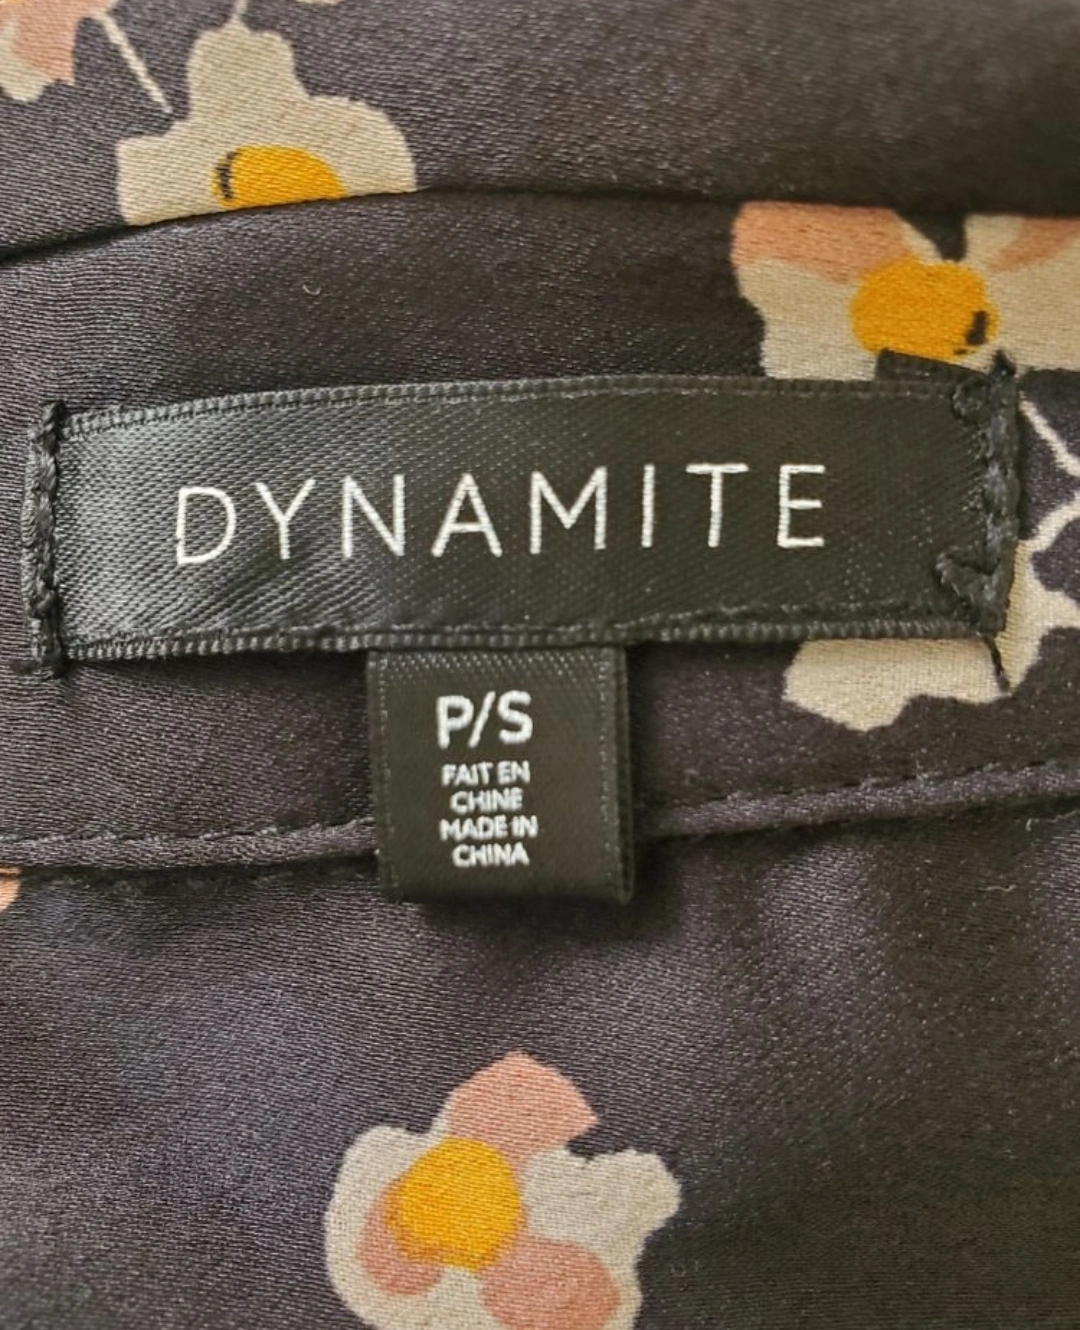 DYNAMITE
P/S
FAIT EN
CHINE
MADE IN
CHINA